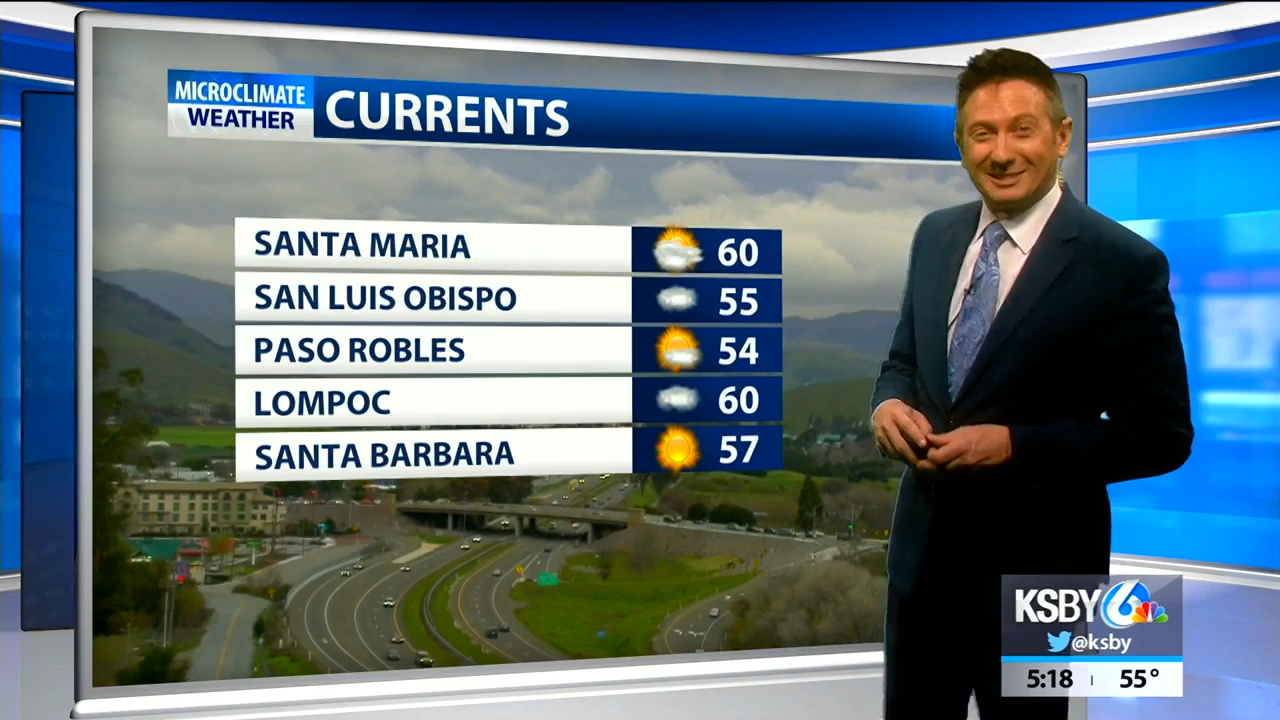 MICROCLIMATE
WEATHER
CURRENTS
SANTA MARIA 60
SAN LUIS OBISPO 55
PASO ROBLES 54
LOMPOC 60
SANTA BARBARA 57
KSBY 6
@ksby
5:18 55°